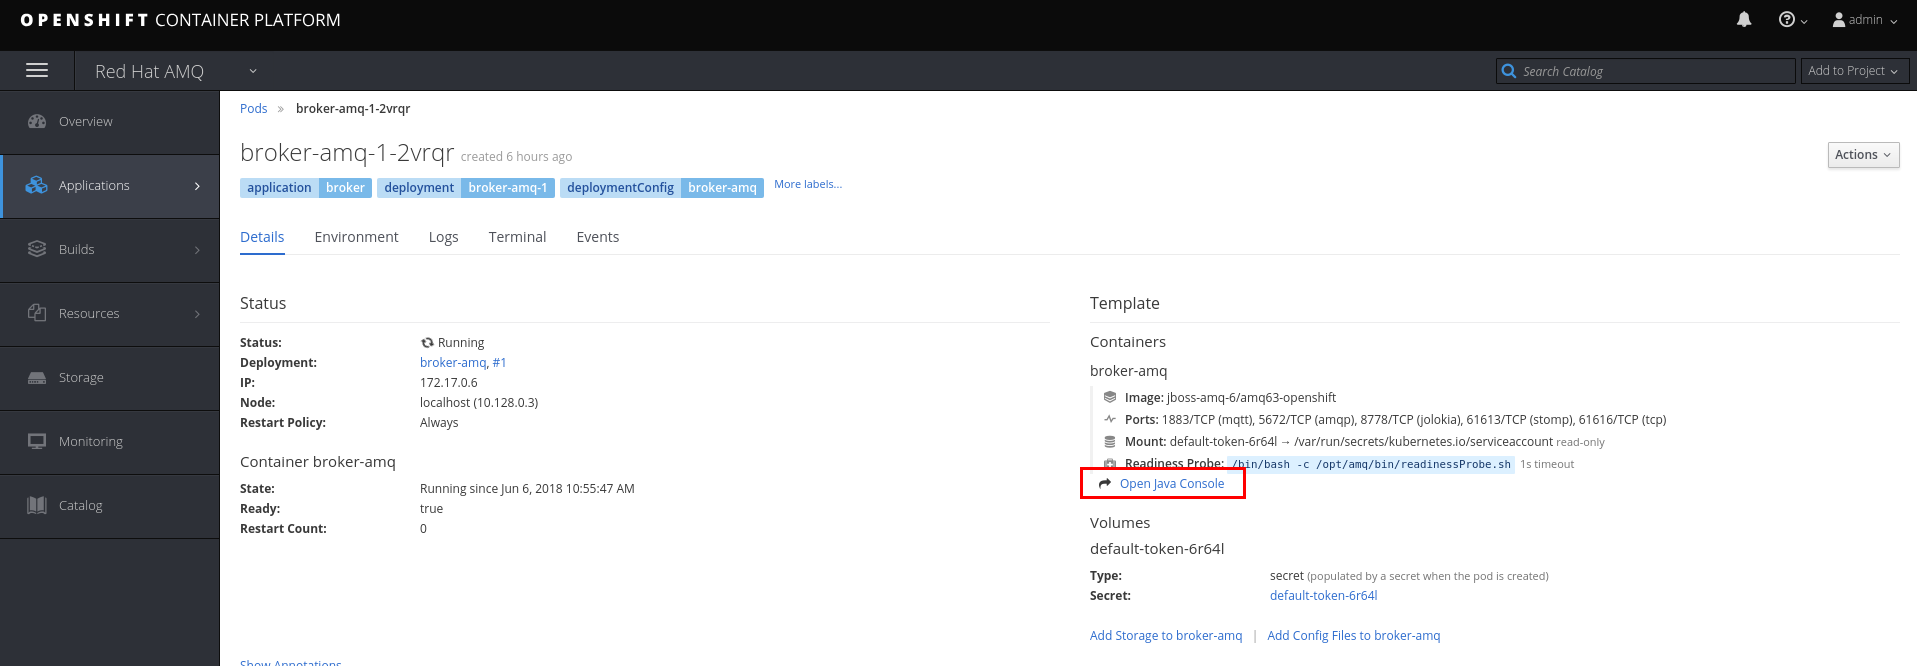 OPENSHIFT CONTAINER PLATFORM
admin
Red Hat AMQ
Search Catalog
Add to Project
Overview
Applications
Builds
Resources
Storage
Monitoring
Catalog
Pods » broker-amq-1-2vrqr
broker-amq-1-2vrqr created 6 hours ago
Actions
application broker deployment broker-amq-1 deploymentConfig broker-amq More labels...
Details Environment Logs Terminal Events
Status
Status: Running
Deployment: broker-amq, #1
IP: 172.17.0.6
Node: localhost (10.128.0.3)
Restart Policy: Always
Container broker-amq
State: Running since Jun 6, 2018 10:55:47 AM
Ready: true
Restart Count: 0
Show Annotations
Template
Containers
broker-amq
Image: jboss-amq-6/amq63-openshift
Ports: 1883/TCP (mqtt), 5672/TCP (amqp), 8778/TCP (jolokia), 61613/TCP (stomp), 61616/TCP (tcp)
Mount: default-token-6r64l → /var/run/secrets/kubernetes.io/serviceaccount read-only
Readiness Probe: /bin/bash -c /opt/amq/bin/readinessProbe.sh 1s timeout
Open Java Console
Volumes
default-token-6r64l
Type: secret (populated by a secret when the pod is created)
Secret: default-token-6r64l
Add Storage to broker-amq | Add Config Files to broker-amq